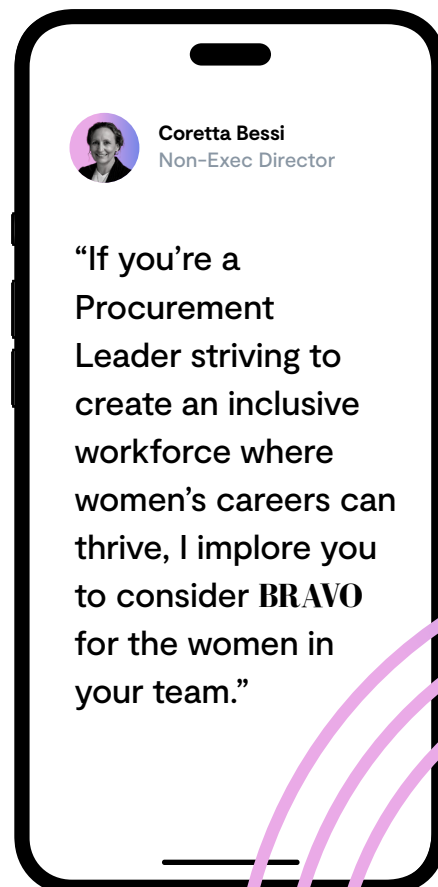 Coretta Bessi
Non-Exec Director
“If you’re a
Procurement
Leader striving to
create an inclusive
workforce where
women’s careers can
thrive, I implore you
to consider BRAVO
for the women in
your team.”